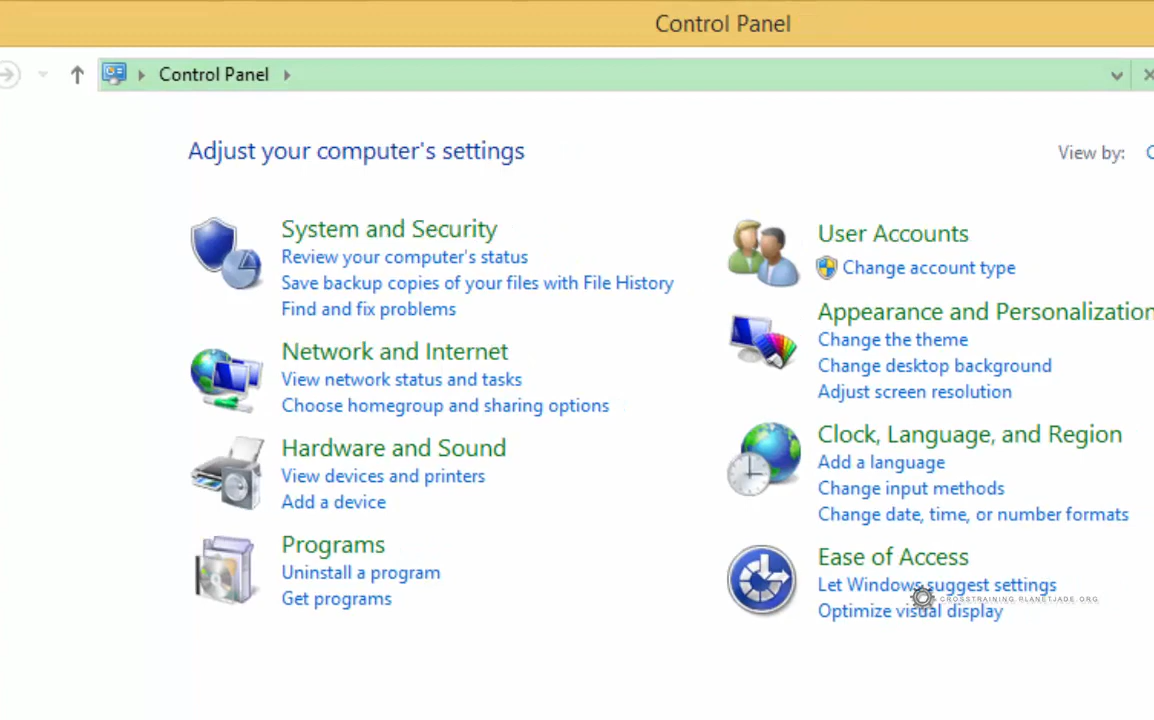 Control Panel
Control Panel
Adjust your computer's settings
View by:
System and Security
Review your computer's status
Save backup copies of your files with File History
Find and fix problems
Network and Internet
View network status and tasks
Choose homegroup and sharing options
Hardware and Sound
View devices and printers
Add a device
Programs
Uninstall a program
Get programs
User Accounts
Change account type
Appearance and Personalization
Change the theme
Change desktop background
Adjust screen resolution
Clock, Language, and Region
Add a language
Change input methods
Change date, time, or number formats
Ease of Access
Let Windows suggest settings
CROSSTRAINING.PLANETJADE.ORG
Optimize visual display